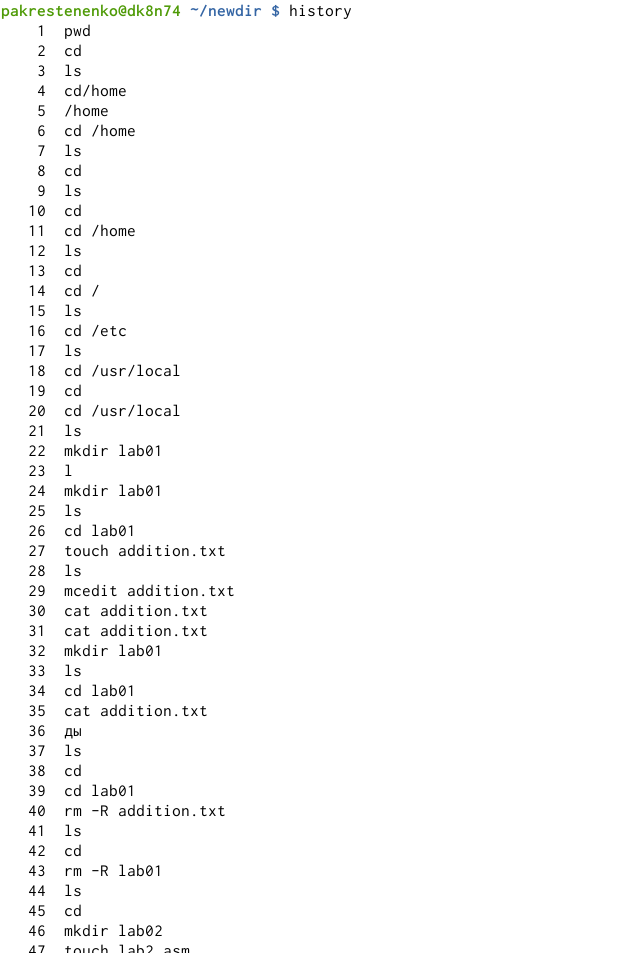 pakrestenenko@dk8n74 ~/newdir $ history
1 pwd
2 cd
3 ls
4 cd/home
5 /home
6 cd /home
7 ls
8 cd
9 ls
10 cd
11 cd /home
12 ls
13 cd
14 cd /
15 ls
16 cd /etc
17 ls
18 cd /usr/local
19 cd
20 cd /usr/local
21 ls
22 mkdir lab01
23 l
24 mkdir lab01
25 ls
26 cd lab01
27 touch addition.txt
28 ls
29 mcedit addition.txt
30 cat addition.txt
31 cat addition.txt
32 mkdir lab01
33 ls
34 cd lab01
35 cat addition.txt
36 ды
37 ls
38 cd
39 cd lab01
40 rm -R addition.txt
41 ls
42 cd
43 rm -R lab01
44 ls
45 cd
46 mkdir lab02
47 touch lab2.asm